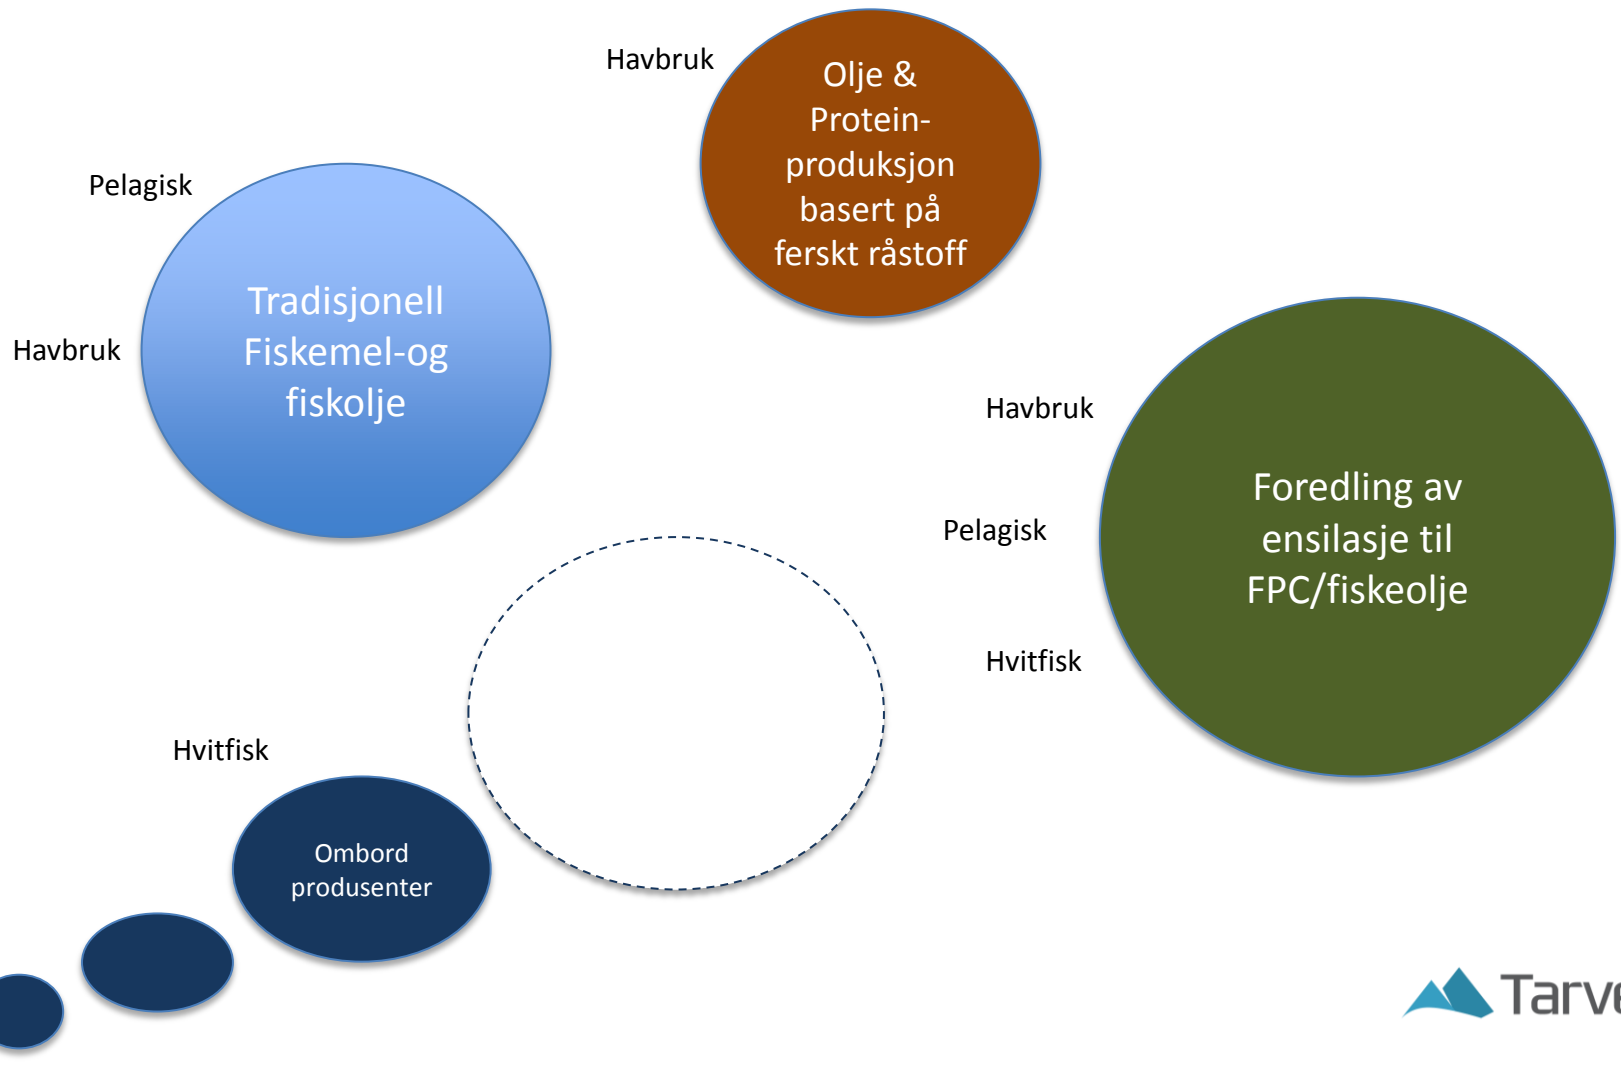 Havbruk
Olje &
Protein-
produksjon
basert på
ferskt råstoff
Pelagisk
Havbruk
Tradisjonell
Fiskemel-og
fiskolje
Havbruk
Pelagisk
Hvitfisk
Foredling av
ensilasje til
FPC/fiskeolje
Hvitfisk
Ombord
produsenter